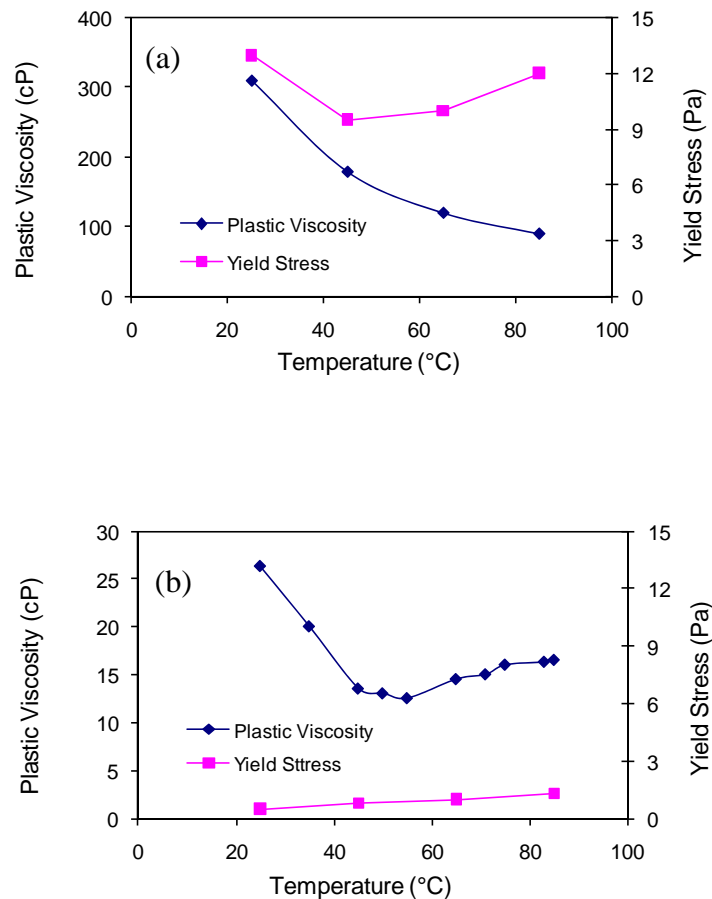 400
300
200
100
0
Plastic Viscosity (cP)
(a)
Plastic Viscosity
Yield Stress
15
12
9
6
3
0
Yield Stress (Pa)
0 20 40 60 80 100
Temperature (°C)
30
25
20
15
10
5
0
Plastic Viscosity (cP)
(b)
Plastic Viscosity
Yield Sttress
15
12
9
6
3
0
Yield Stress (Pa)
0 20 40 60 80 100
Temperature (°C)